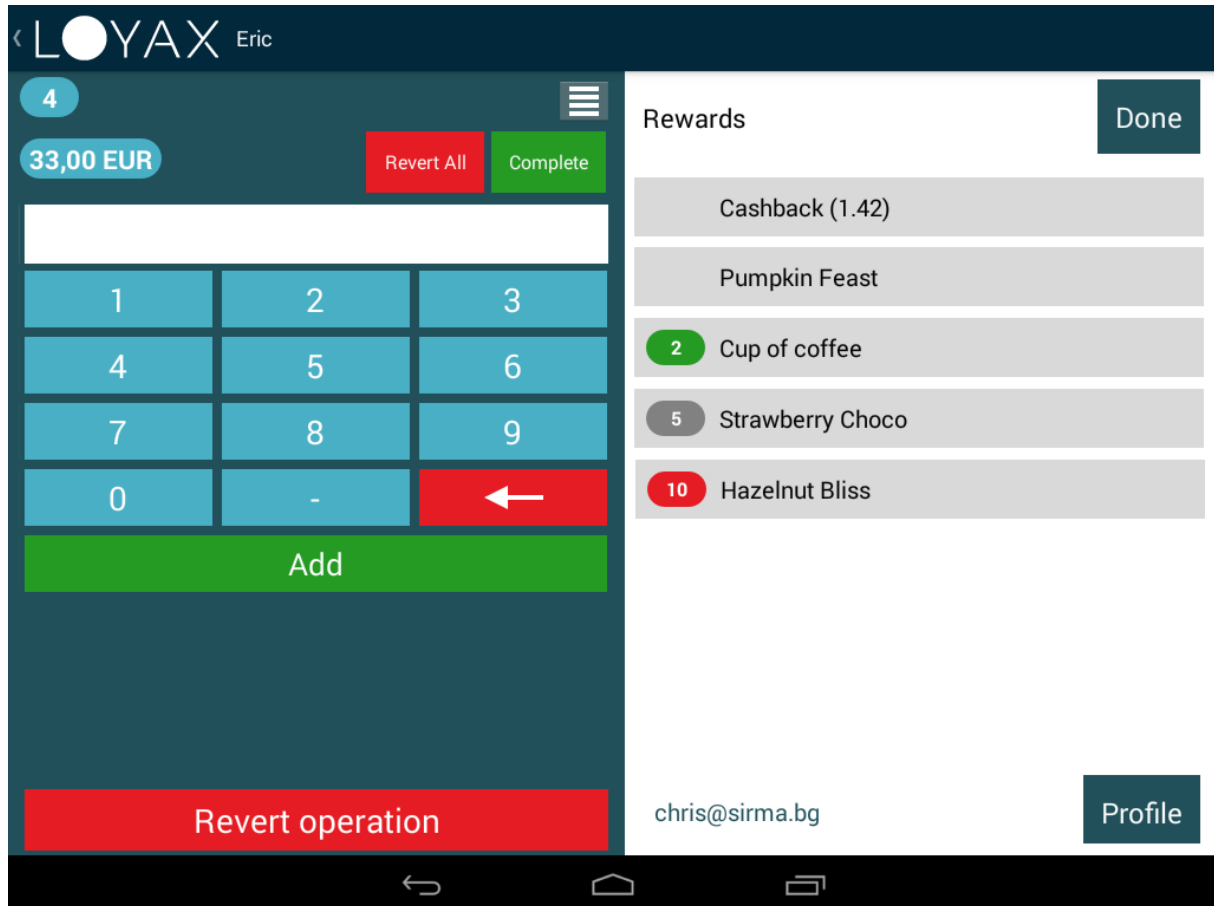 LOYAX Eric
4
33,00 EUR
Revert All
Complete
1 2 3
4 5 6
7 8 9
0 -
Add
Revert operation
Rewards
Done
Cashback (1.42)
Pumpkin Feast
2 Cup of coffee
5 Strawberry Choco
10 Hazelnut Bliss
chris@sirma.bg
Profile